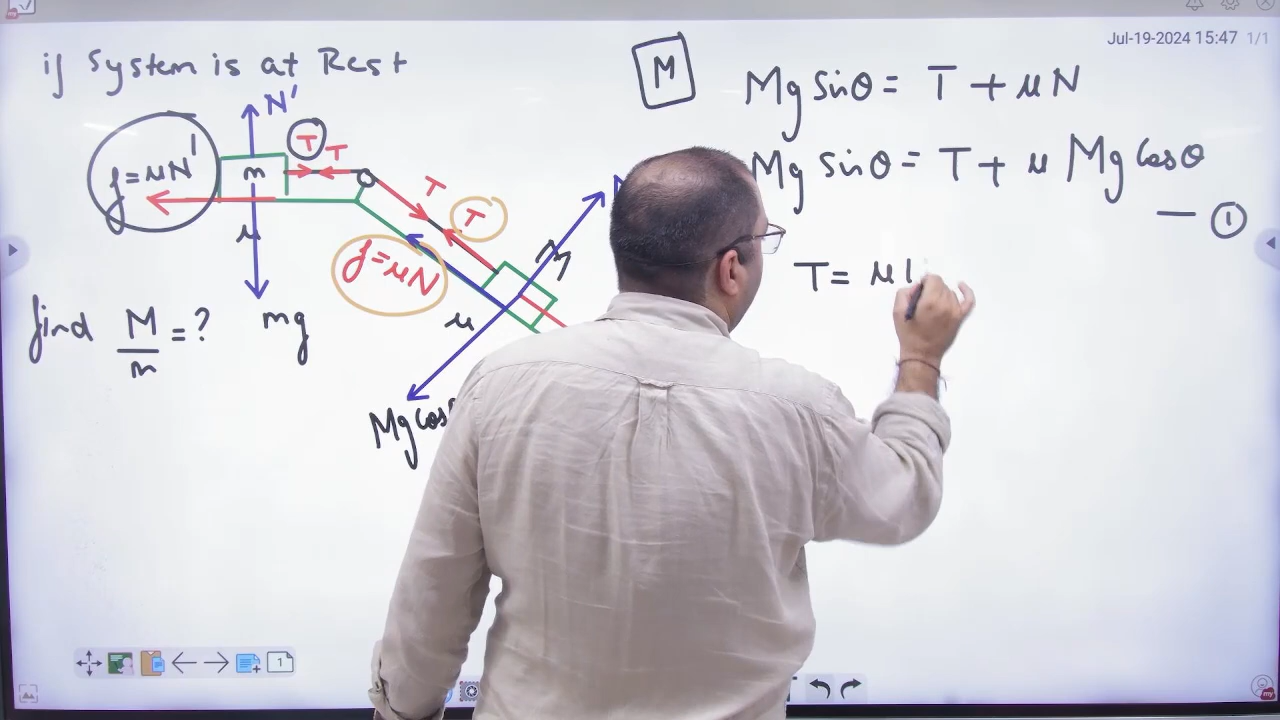 Jul-19-2024 15:47 1/1
if System is at Rest
M
Mg Sinθ = T + μN
N'
T
T
f = μN'
m
Mg Sinθ = T + μ Mg Cosθ
— ①
T
T
μ
M
f = μN
T = μ
μ
mg
find M/m = ?
Mg cos
1